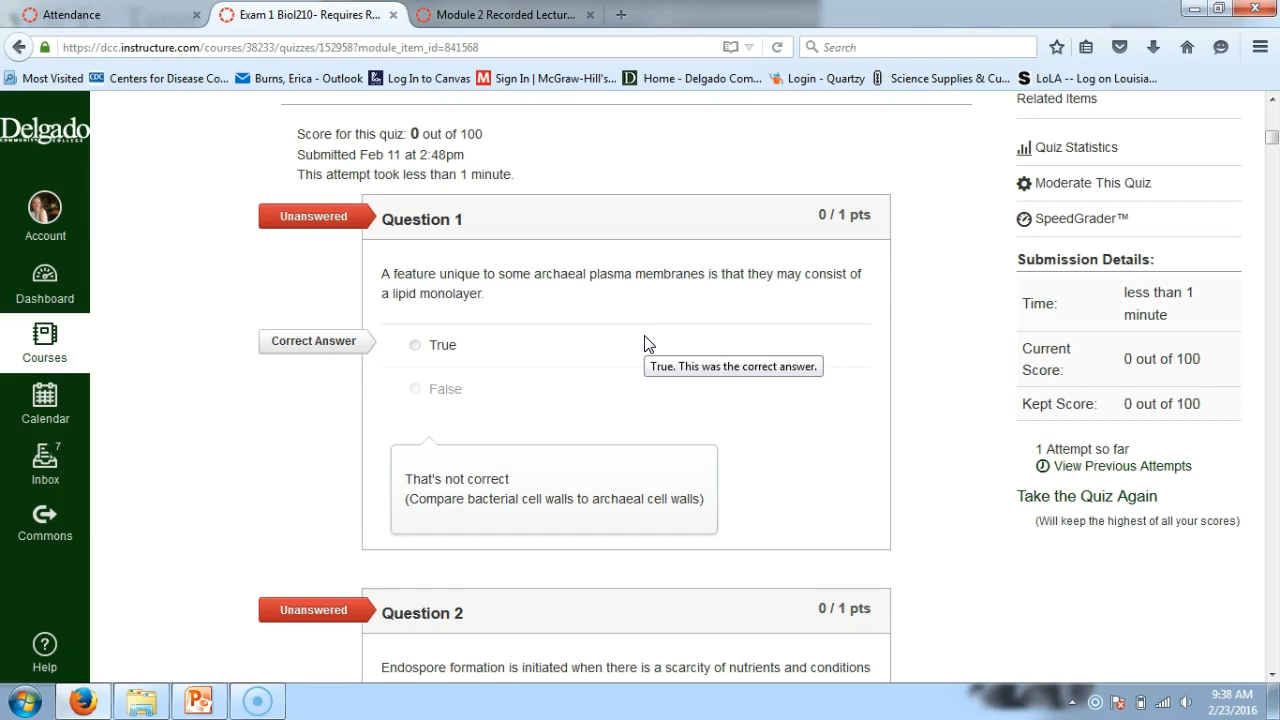 Attendance
Exam 1 Biol210- Requires R...
Module 2 Recorded Lectur...
https://dcc.instructure.com/courses/38233/quizzes/152958?module_item_id=841568
Search
Most Visited
CDC
Centers for Disease Co...
Burns, Erica - Outlook
Log In to Canvas
M
Sign In | McGraw-Hill's...
D
Home - Delgado Com...
Login - Quartzy
Science Supplies & Cu...
S
LoLA -- Log on Louisia...
Delgado
COMMUNITY COLLEGE
Account
Dashboard
Courses
Calendar
7
Inbox
Commons
Help
Score for this quiz: 0 out of 100
Submitted Feb 11 at 2:48pm
This attempt took less than 1 minute.
Unanswered
Question 1
0 / 1 pts
A feature unique to some archaeal plasma membranes is that they may consist of
a lipid monolayer.
Correct Answer
True
True. This was the correct answer.
False
That's not correct
(Compare bacterial cell walls to archaeal cell walls)
Unanswered
Question 2
0 / 1 pts
Endospore formation is initiated when there is a scarcity of nutrients and conditions
Related Items
Quiz Statistics
Moderate This Quiz
SpeedGrader™
Submission Details:
Time:
less than 1
minute
Current
Score:
0 out of 100
Kept Score:
0 out of 100
1 Attempt so far
View Previous Attempts
Take the Quiz Again
(Will keep the highest of all your scores)
9:38 AM
2/23/2016